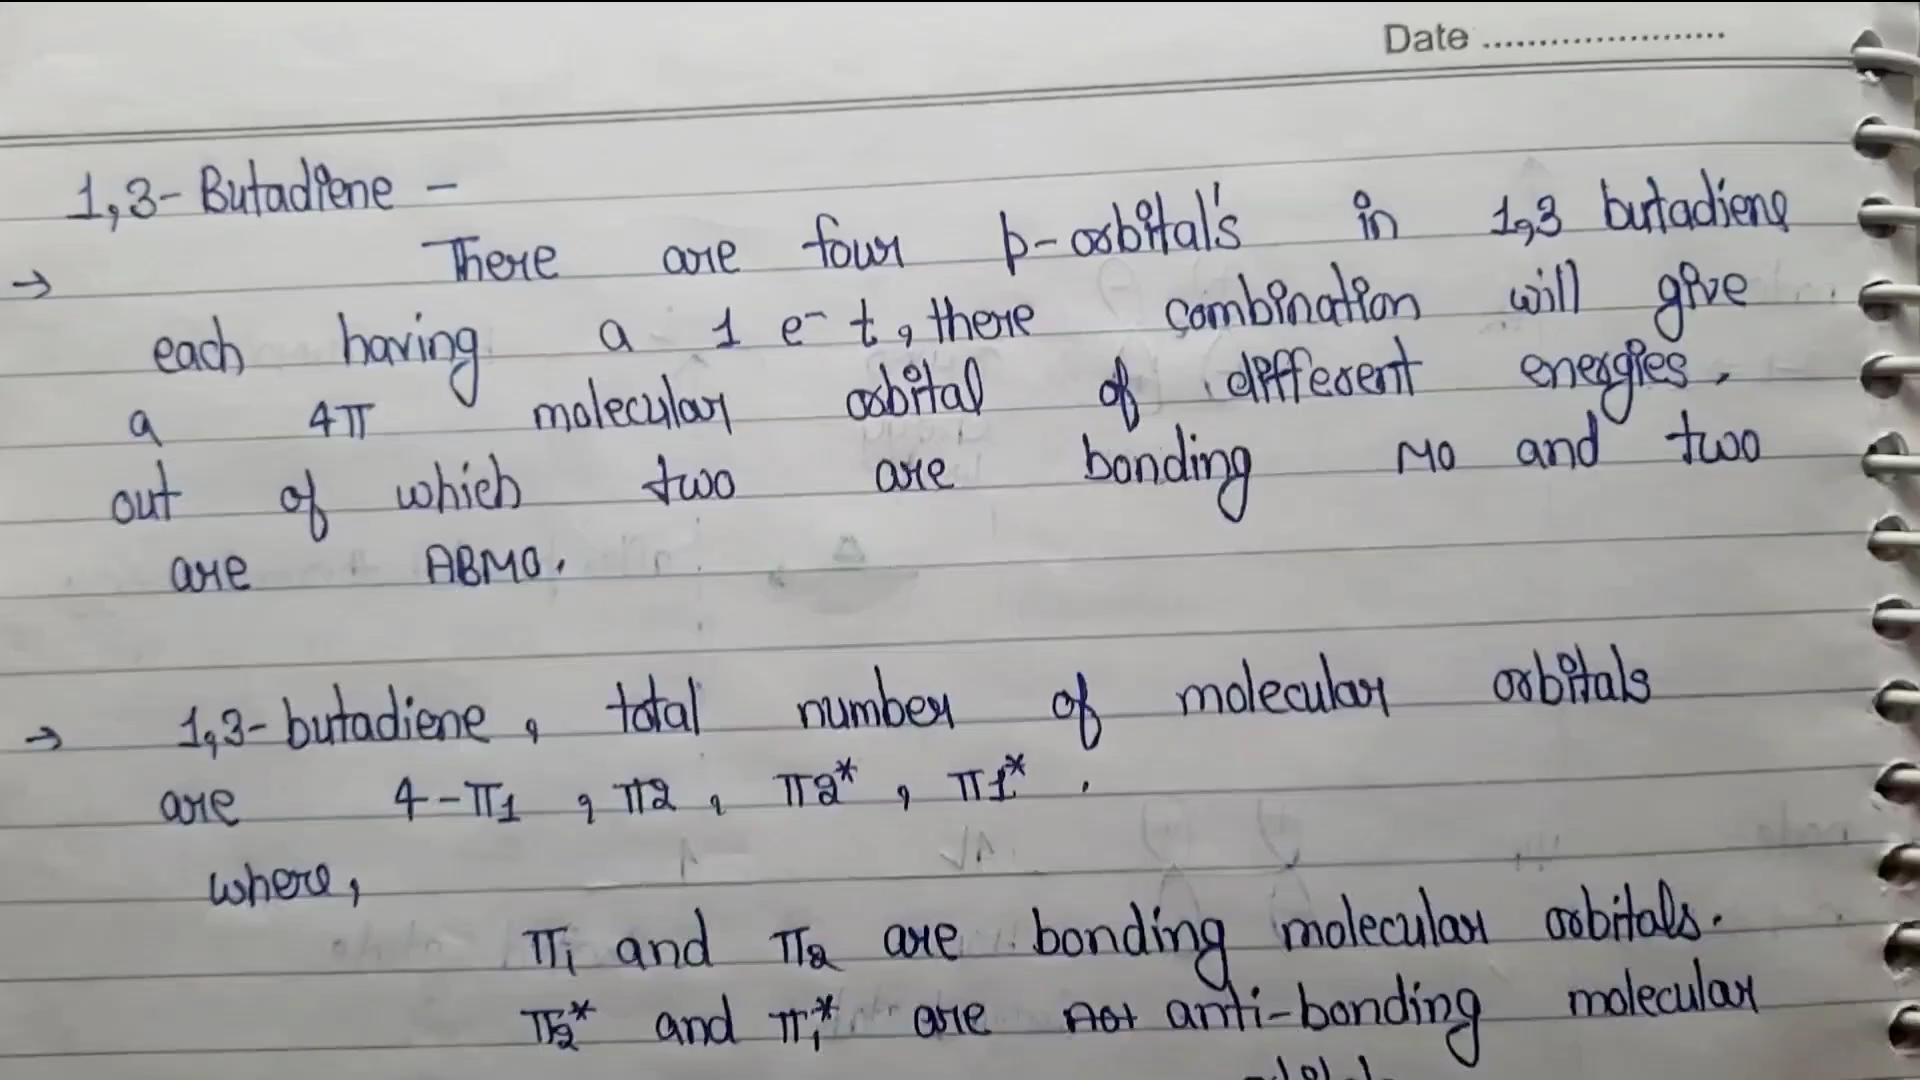 Date ........................
1,3- Butadiene -
→ There are four p-orbital's in 1,3 butadiene
each having a 1 e- t, there combination will give
a 4π molecular orbital of different energies.
out of which two are bonding MO and two
are ABMO.
→ 1,3-butadiene, total number of molecular orbitals
are 4-π1, π2, π2*, π1*.
where,
π1 and π2 are bonding molecular orbitals.
π2* and π1* are anti-bonding molecular